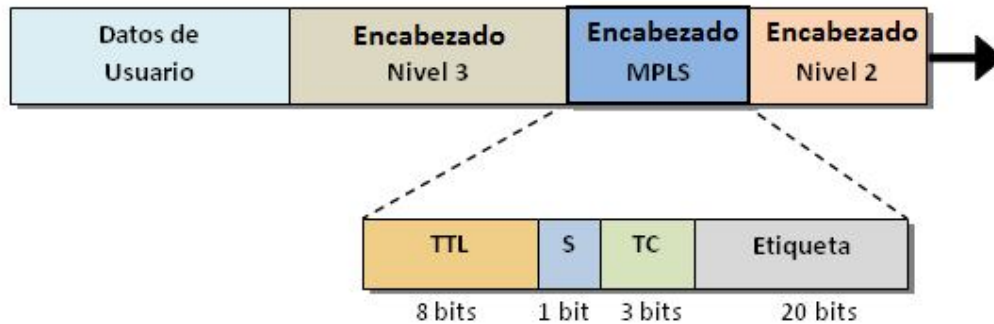 Datos de
Usuario
Encabezado
Nivel 3
Encabezado
MPLS
Encabezado
Nivel 2
TTL
S
TC
Etiqueta
8 bits
1 bit
3 bits
20 bits